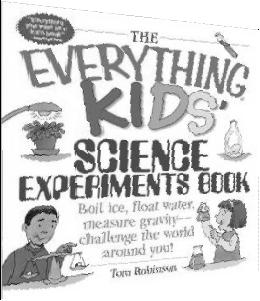 THE
EVERYTHING
KIDS'
SCIENCE
EXPERIMENTS BOOK
Boil ice, float water,
measure gravity—
challenge the world
around you!
Tom Robinson